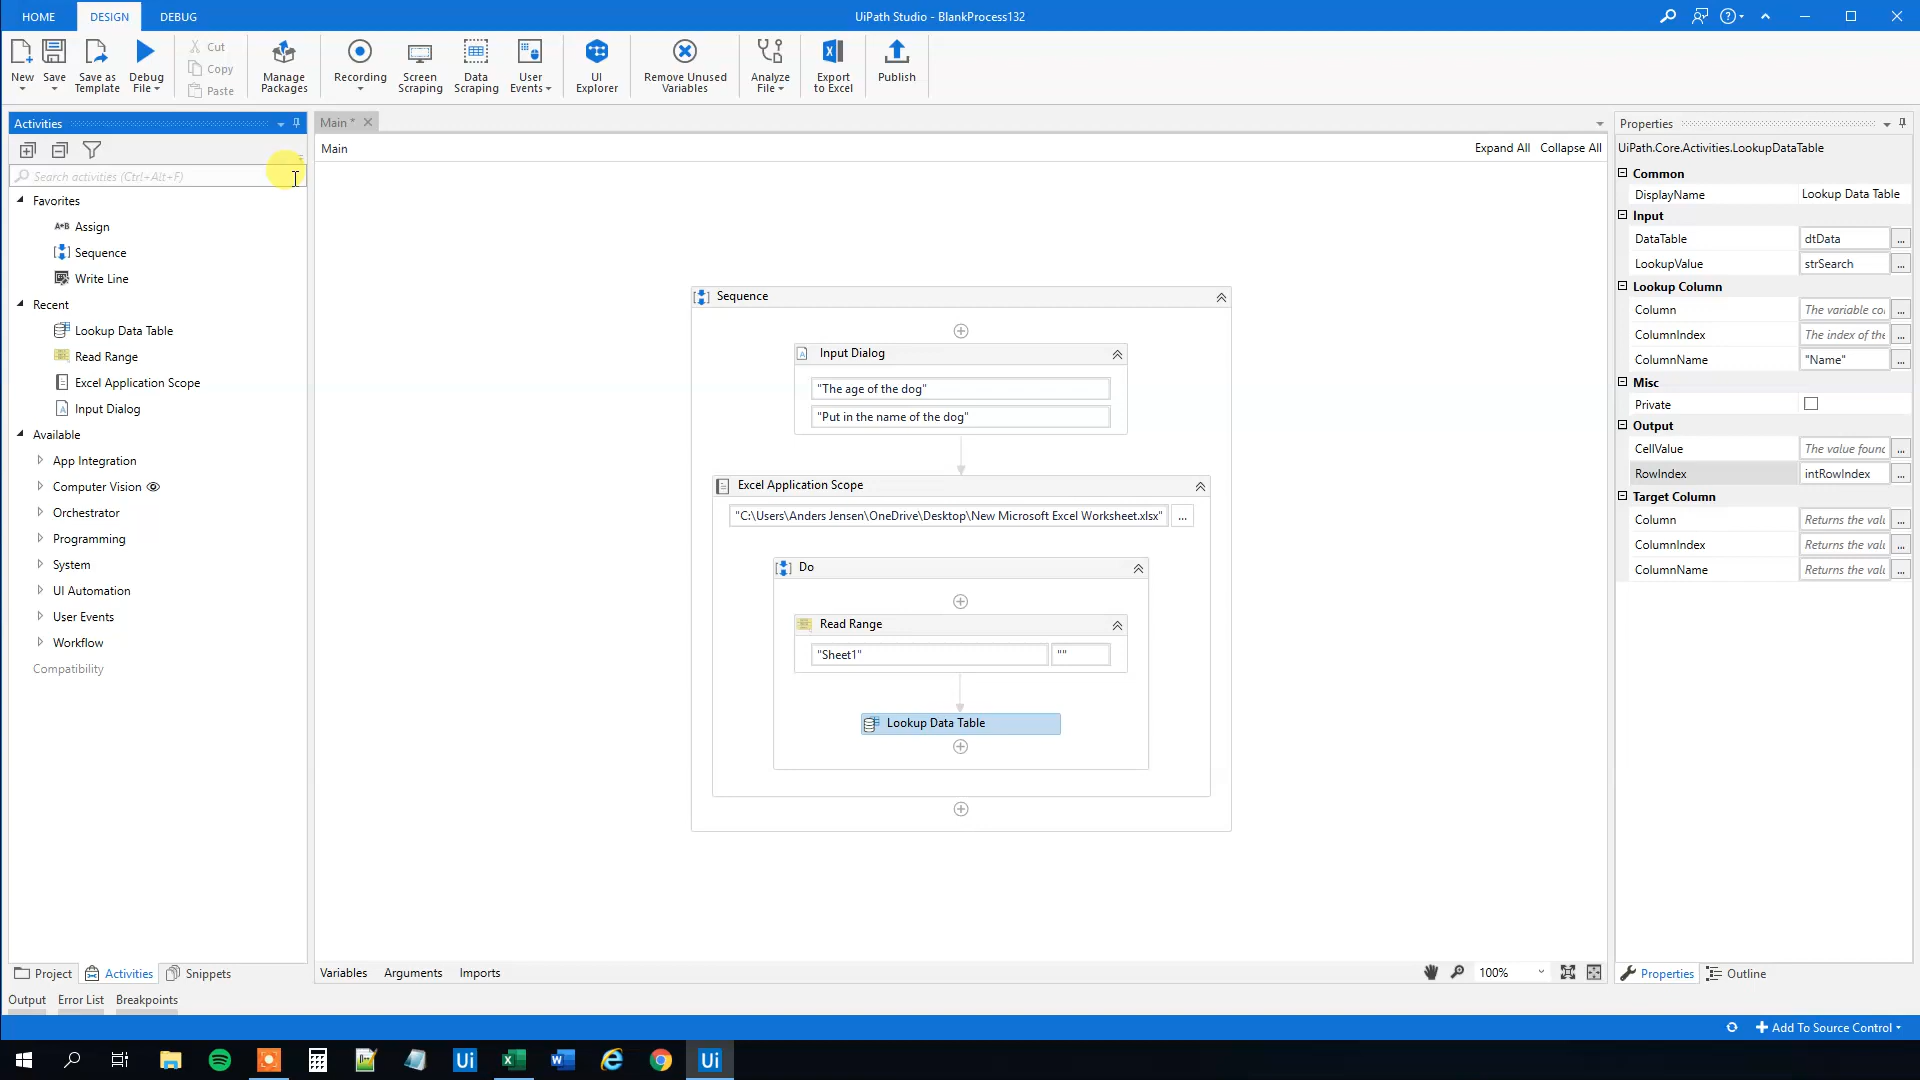 HOME DESIGN DEBUG UiPath Studio - BlankProcess132
New Save Save as Template Debug File Cut Copy Paste Manage Packages Recording Screen Scraping Data Scraping User Events UI Explorer Remove Unused Variables Analyze File Export to Excel Publish
Activities
Search activities (Ctrl+Alt+F)
Favorites
Assign
Sequence
Write Line
Recent
Lookup Data Table
Read Range
Excel Application Scope
Input Dialog
Available
App Integration
Computer Vision
Orchestrator
Programming
System
UI Automation
User Events
Workflow
Compatibility
Project Activities Snippets
Main *
Main Expand All Collapse All
Sequence
Input Dialog
"The age of the dog"
"Put in the name of the dog"
Excel Application Scope
"C:\Users\Anders Jensen\OneDrive\Desktop\New Microsoft Excel Worksheet.xlsx" ...
Do
Read Range
"Sheet1" ""
Lookup Data Table
Variables Arguments Imports 100%
Properties
UiPath.Core.Activities.LookupDataTable
Common
DisplayName Lookup Data Table
Input
DataTable dtData ...
LookupValue strSearch ...
Lookup Column
Column The variable co ...
ColumnIndex The index of the ...
ColumnName "Name" ...
Misc
Private
Output
CellValue The value found ...
RowIndex intRowIndex ...
Target Column
Column Returns the valu ...
ColumnIndex Returns the valu ...
ColumnName Returns the valu ...
Properties Outline
Output Error List Breakpoints
Add To Source Control
Ui Ui